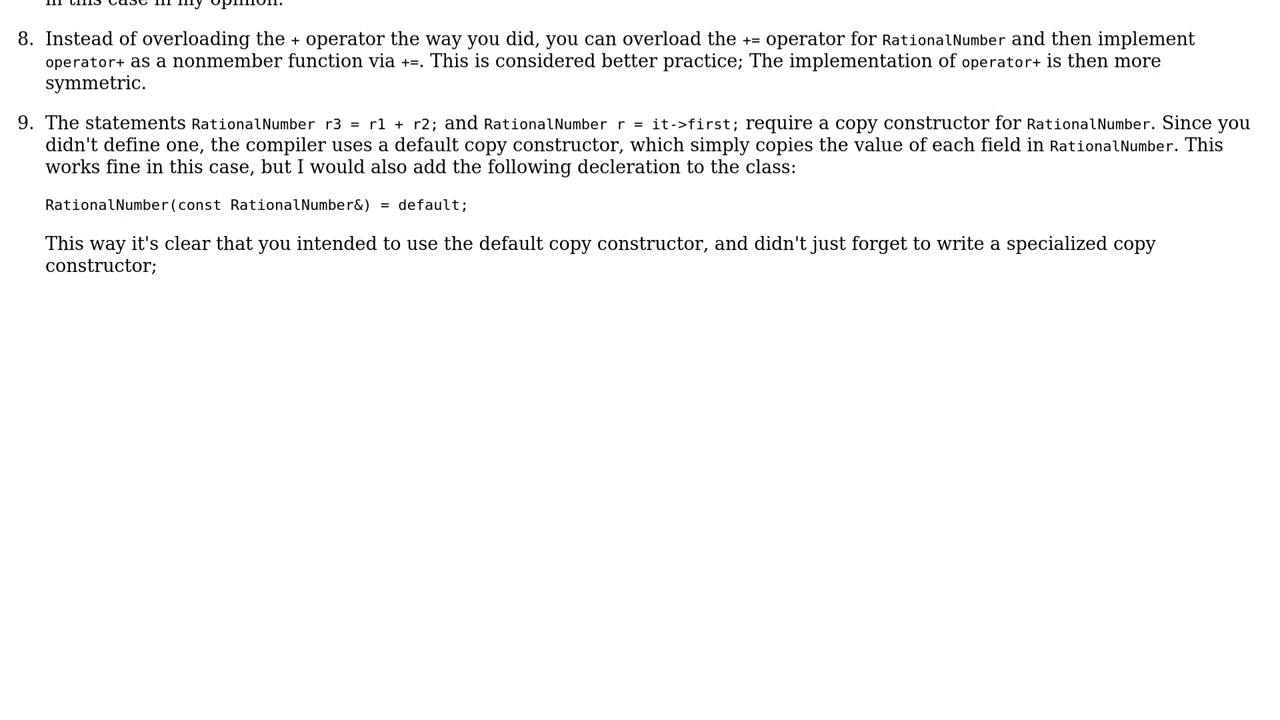 in this case in my opinion.
8. Instead of overloading the + operator the way you did, you can overload the += operator for RationalNumber and then implement
operator+ as a nonmember function via +=. This is considered better practice; The implementation of operator+ is then more
symmetric.
9. The statements RationalNumber r3 = r1 + r2; and RationalNumber r = it->first; require a copy constructor for RationalNumber. Since you
didn't define one, the compiler uses a default copy constructor, which simply copies the value of each field in RationalNumber. This
works fine in this case, but I would also add the following decleration to the class:
RationalNumber(const RationalNumber&) = default;
This way it's clear that you intended to use the default copy constructor, and didn't just forget to write a specialized copy
constructor;